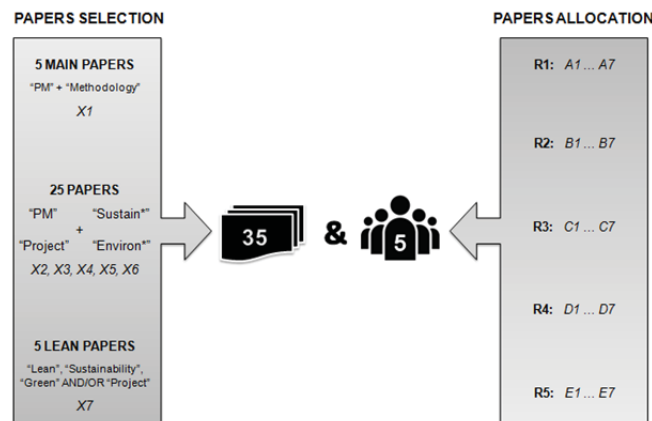 PAPERS SELECTION
5 MAIN PAPERS
"PM" + "Methodology"
X1
25 PAPERS
"PM" "Sustain*"
+
"Project" "Environ*"
X2, X3, X4, X5, X6
5 LEAN PAPERS
"Lean", "Sustainability",
"Green" AND/OR "Project"
X7
35
&
5
PAPERS ALLOCATION
R1: A1 ... A7
R2: B1 ... B7
R3: C1 ... C7
R4: D1 ... D7
R5: E1 ... E7